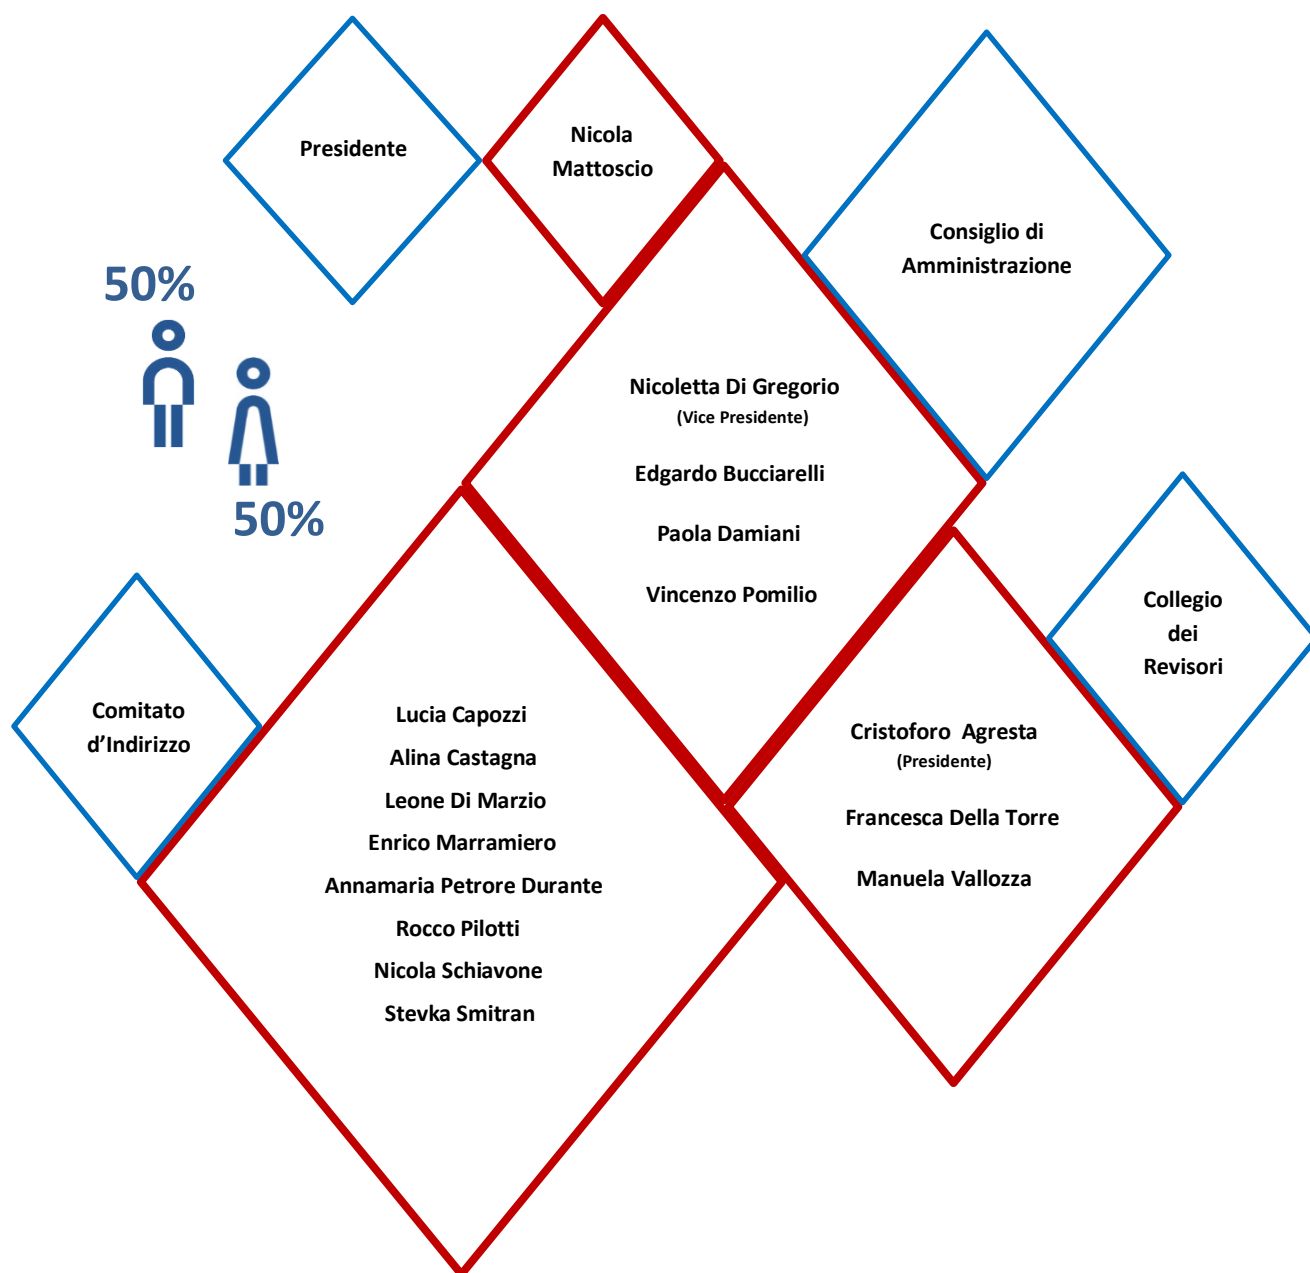 Presidente
Nicola
Mattoscio
Consiglio di
Amministrazione
50%
50%
Nicoletta Di Gregorio
(Vice Presidente)
Edgardo Bucciarelli
Paola Damiani
Vincenzo Pomilio
Collegio
dei
Revisori
Comitato
d’Indirizzo
Lucia Capozzi
Alina Castagna
Leone Di Marzio
Enrico Marramiero
Annamaria Petrore Durante
Rocco Pilotti
Nicola Schiavone
Stevka Smitran
Cristoforo Agresta
(Presidente)
Francesca Della Torre
Manuela Vallozza